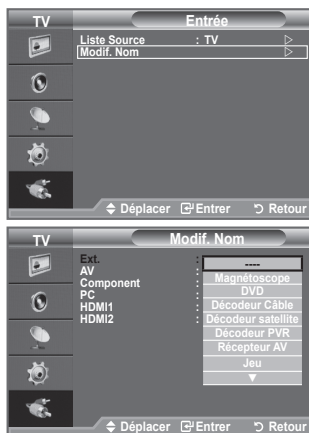 TV Entrée
Liste Source : TV
Modif. Nom
Déplacer Entrer Retour
TV Modif. Nom
Ext. : ----
AV : Magnétoscope
Component : DVD
PC : Décodeur Câble
HDMI1 : Décodeur satellite
HDMI2 : Décodeur PVR
Récepteur AV
Jeu
Déplacer Entrer Retour